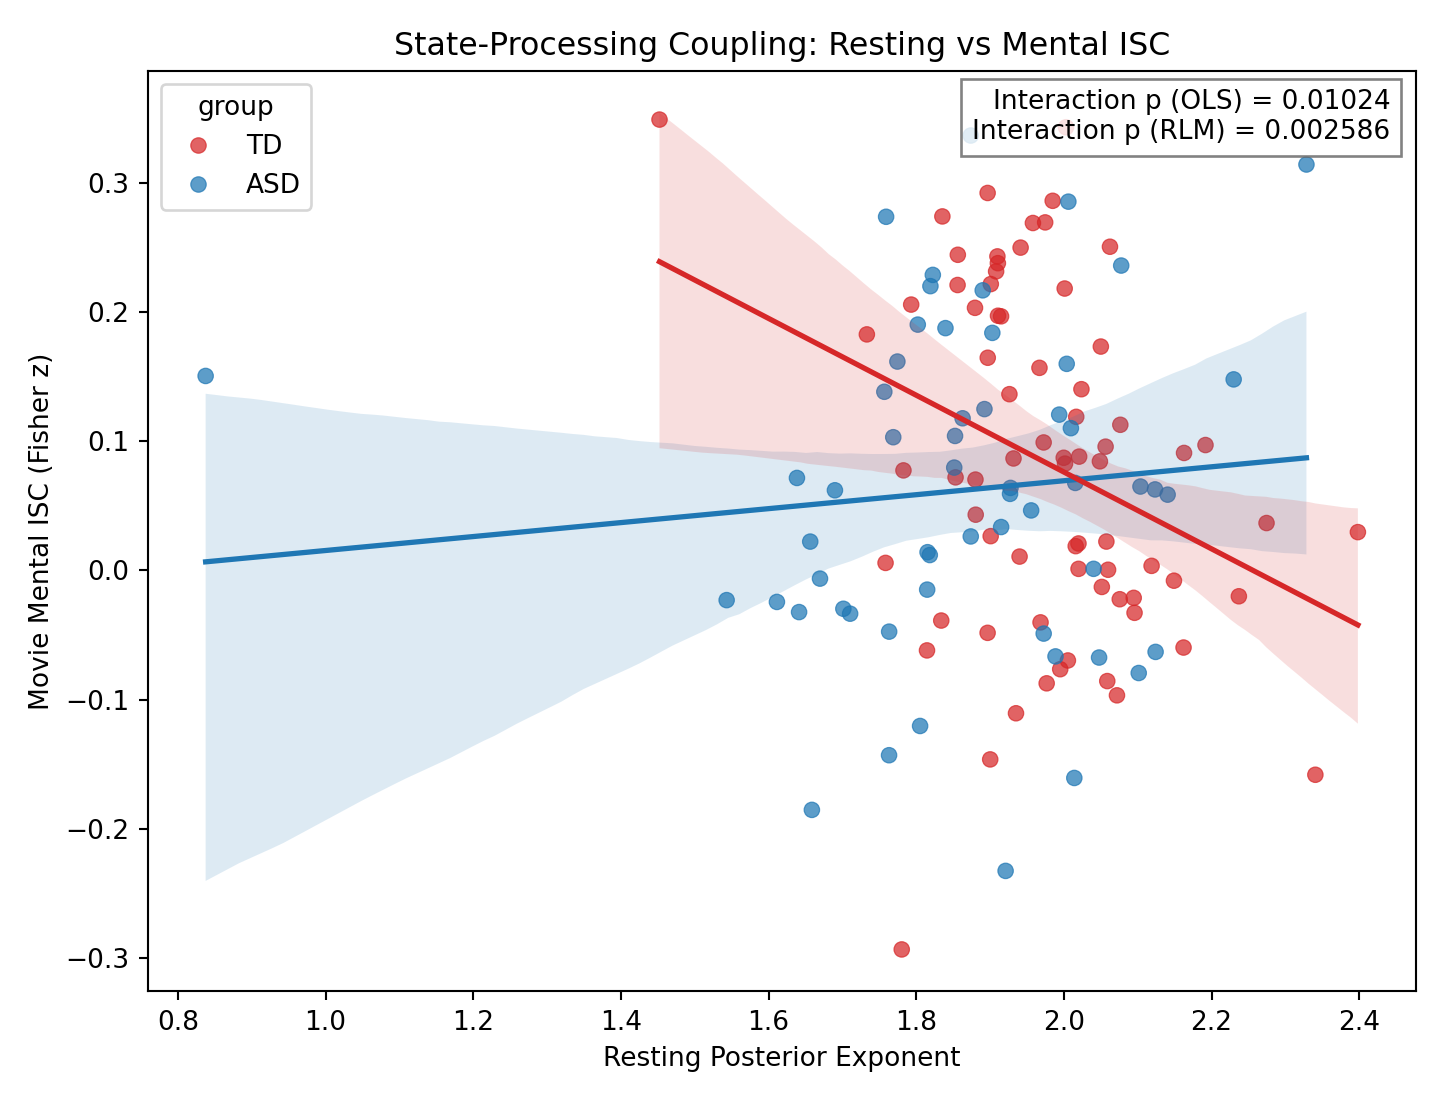 State-Processing Coupling: Resting vs Mental ISC
group
TD
ASD
Interaction p (OLS) = 0.01024
Interaction p (RLM) = 0.002586
Movie Mental ISC (Fisher z)
0.3
0.2
0.1
0.0
−0.1
−0.2
−0.3
0.8 1.0 1.2 1.4 1.6 1.8 2.0 2.2 2.4
Resting Posterior Exponent